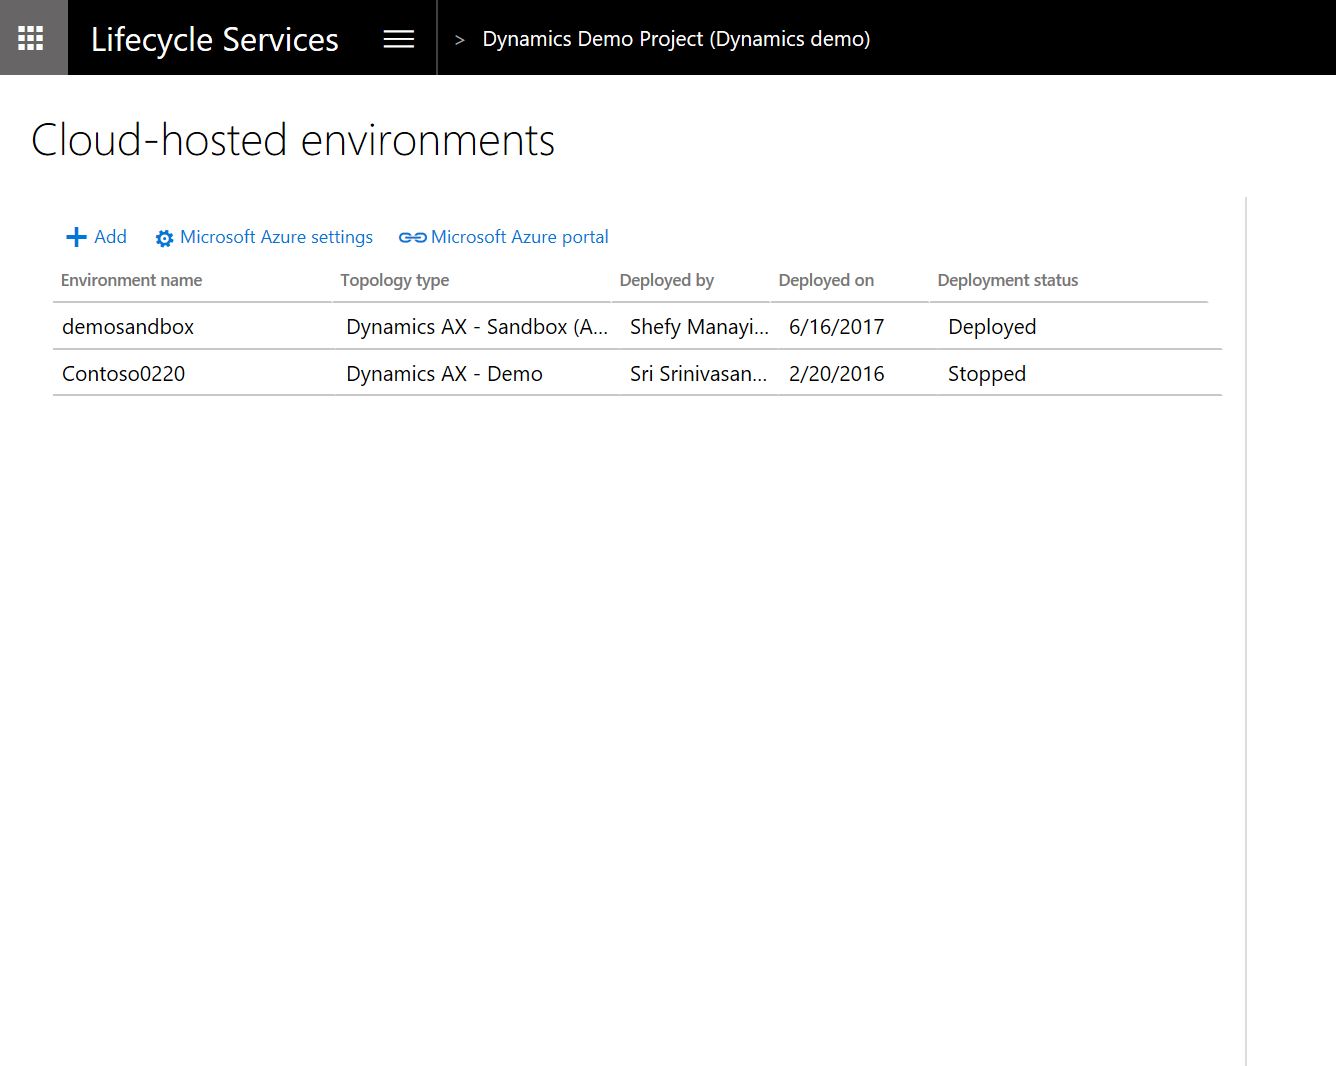 Lifecycle Services > Dynamics Demo Project (Dynamics demo)
Cloud-hosted environments
Add Microsoft Azure settings Microsoft Azure portal
Environment name Topology type Deployed by Deployed on Deployment status
demosandbox Dynamics AX - Sandbox (A... Shefy Manayi... 6/16/2017 Deployed
Contoso0220 Dynamics AX - Demo Sri Srinivasan... 2/20/2016 Stopped